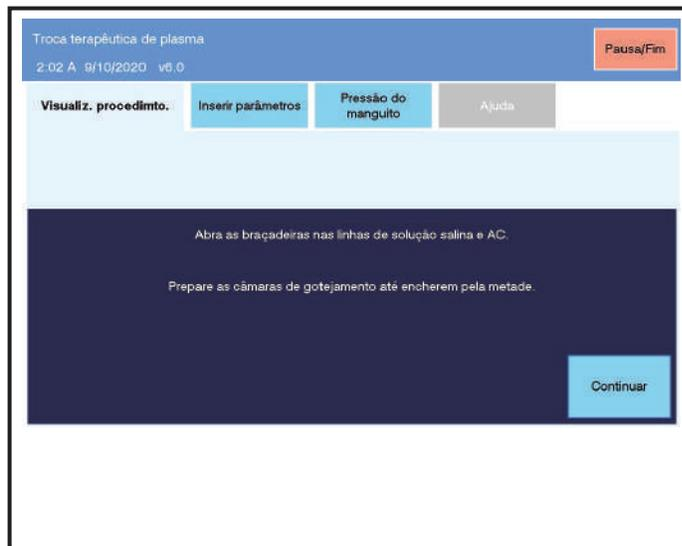 Troca terapêutica de plasma
Pausa/Fim
2:02 A 9/10/2020 v6.0
Visualiz. procedimto.
Inserir parâmetros
Pressão do
manguito
Ajuda
Abra as braçadeiras nas linhas de solução salina e AC.
Prepare as câmaras de gotejamento até encherem pela metade.
Continuar